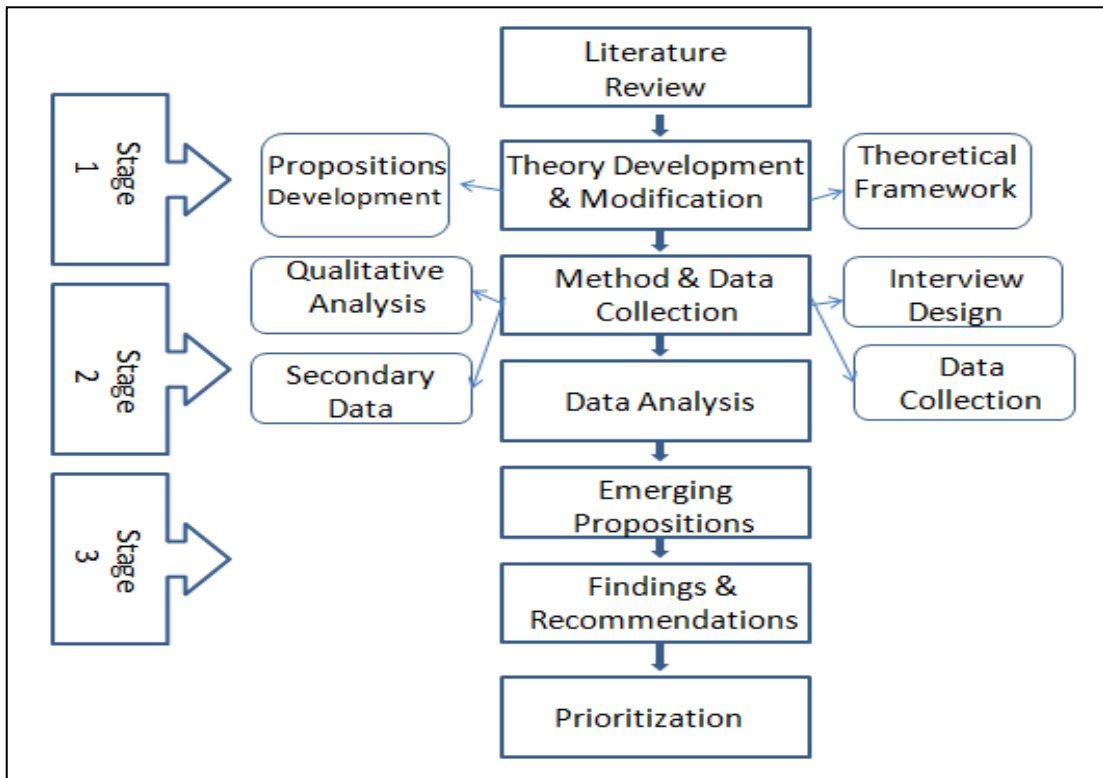 Literature
Review
Stage
1
Propositions
Development
Theory Development
& Modification
Theoretical
Framework
Stage
2
Qualitative
Analysis
Method & Data
Collection
Interview
Design
Secondary
Data
Data Analysis
Data
Collection
Stage
3
Emerging
Propositions
Findings &
Recommendations
Prioritization